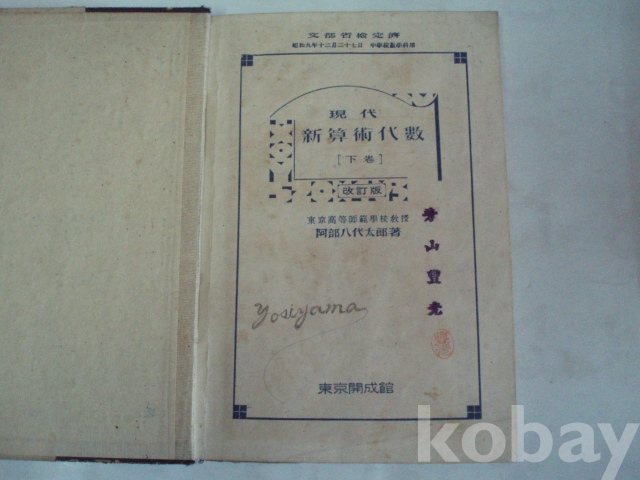 文部省檢定濟
昭和九年十二月二十七日 中學校數學科用
現代
新算術代數
[下卷]
改訂版
東京高等師範學校教授
阿部八代太郎著
山豐
Yosiyama
東京開成館
kobay